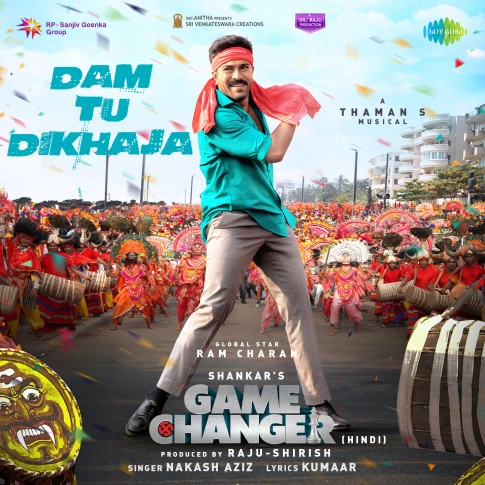 RP - Sanjiv Goenka
Group
SMT. ANITHA PRESENTS
SRI VENKATESWARA CREATIONS
'DIL' RAJU
PRODUCTION
saregama
DAM
TU
DIKHAJA
A
THAMAN S
MUSICAL
GLOBAL STAR
RAM CHARAN
SHANKAR'S
GAME
CHANGER
(HINDI)
PRODUCED BY RAJU-SHIRISH
SINGER NAKASH AZIZ LYRICS KUMAAR